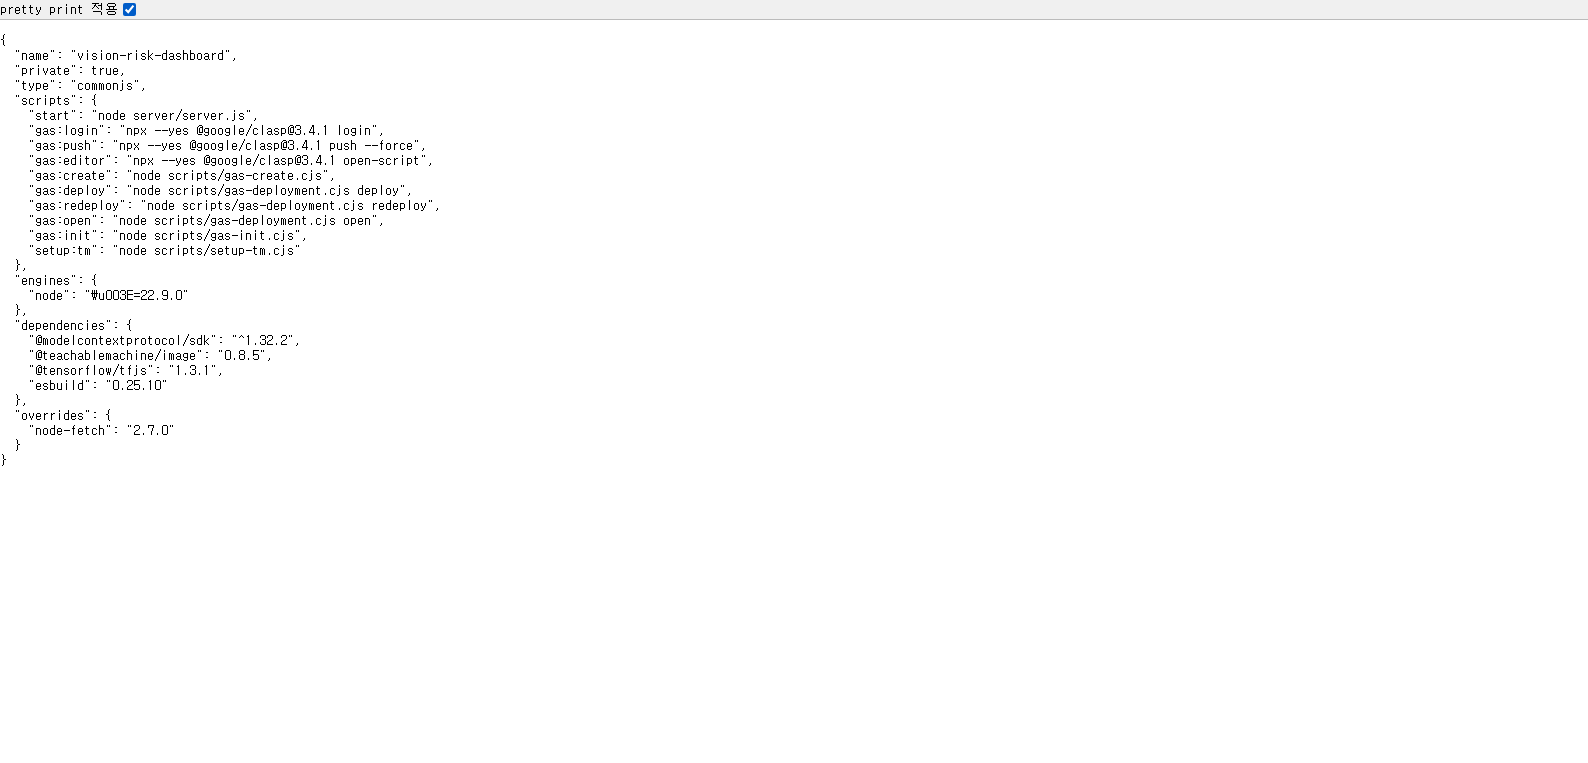 pretty print 적용
{
  "name": "vision-risk-dashboard",
  "private": true,
  "type": "commonjs",
  "scripts": {
    "start": "node server/server.js",
    "gas:login": "npx --yes @google/clasp@3.4.1 login",
    "gas:push": "npx --yes @google/clasp@3.4.1 push --force",
    "gas:editor": "npx --yes @google/clasp@3.4.1 open-script",
    "gas:create": "node scripts/gas-create.cjs",
    "gas:deploy": "node scripts/gas-deployment.cjs deploy",
    "gas:redeploy": "node scripts/gas-deployment.cjs redeploy",
    "gas:open": "node scripts/gas-deployment.cjs open",
    "gas:init": "node scripts/gas-init.cjs",
    "setup:tm": "node scripts/setup-tm.cjs"
  },
  "engines": {
    "node": "₩u003E=22.9.0"
  },
  "dependencies": {
    "@modelcontextprotocol/sdk": "^1.32.2",
    "@teachablemachine/image": "0.8.5",
    "@tensorflow/tfjs": "1.3.1",
    "esbuild": "0.25.10"
  },
  "overrides": {
    "node-fetch": "2.7.0"
  }
}